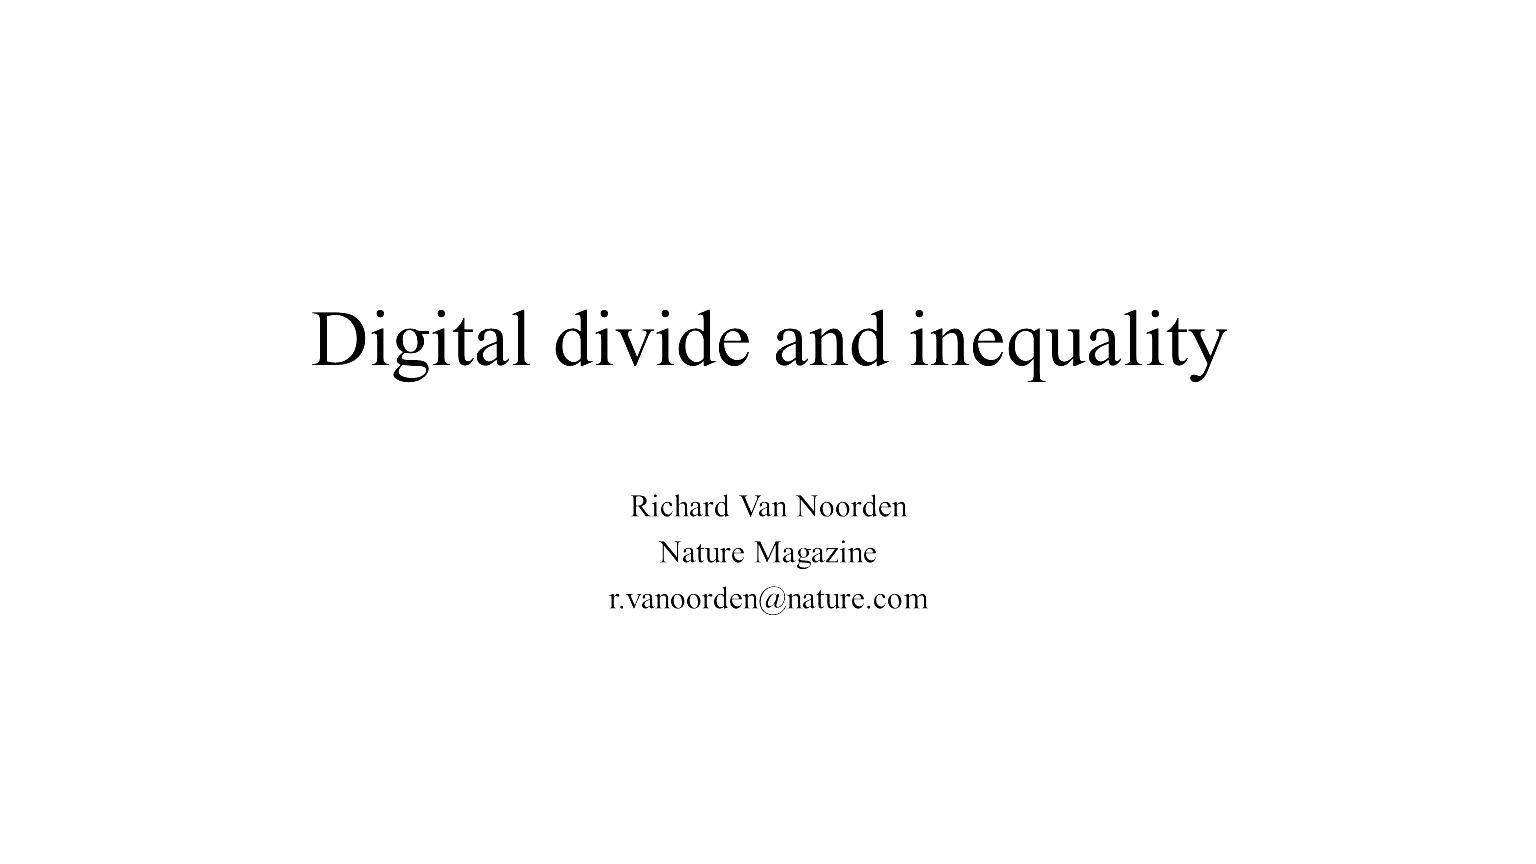 Digital divide and inequality
Richard Van Noorden
Nature Magazine
r.vanoorden@nature.com